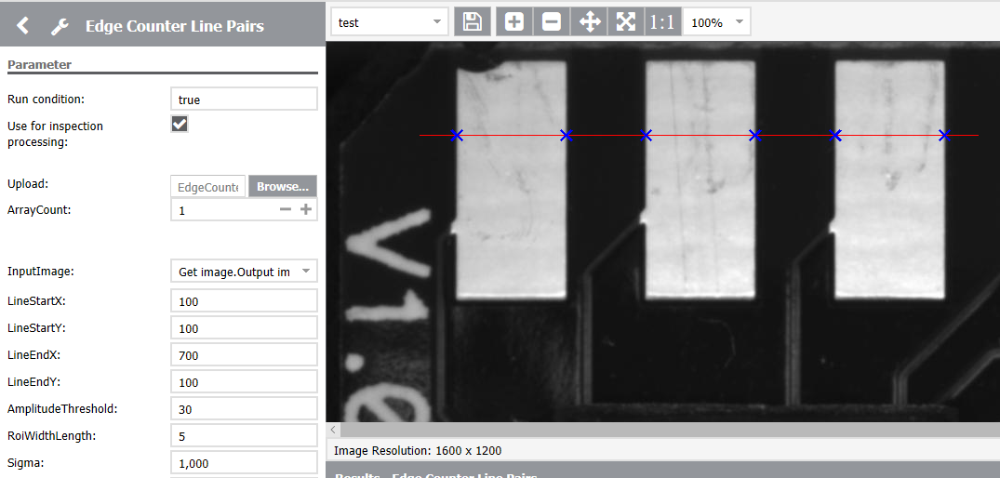 Edge Counter Line Pairs
test
1:1
100%
Parameter
Run condition:
true
Use for inspection
processing:
Upload:
EdgeCounte
Browse...
ArrayCount:
1
InputImage:
Get image.Output im
LineStartX:
100
LineStartY:
100
LineEndX:
700
LineEndY:
100
AmplitudeThreshold:
30
RoiWidthLength:
5
Sigma:
1,000
V1.0
Image Resolution: 1600 x 1200
Results - Edge Counter Line Pairs